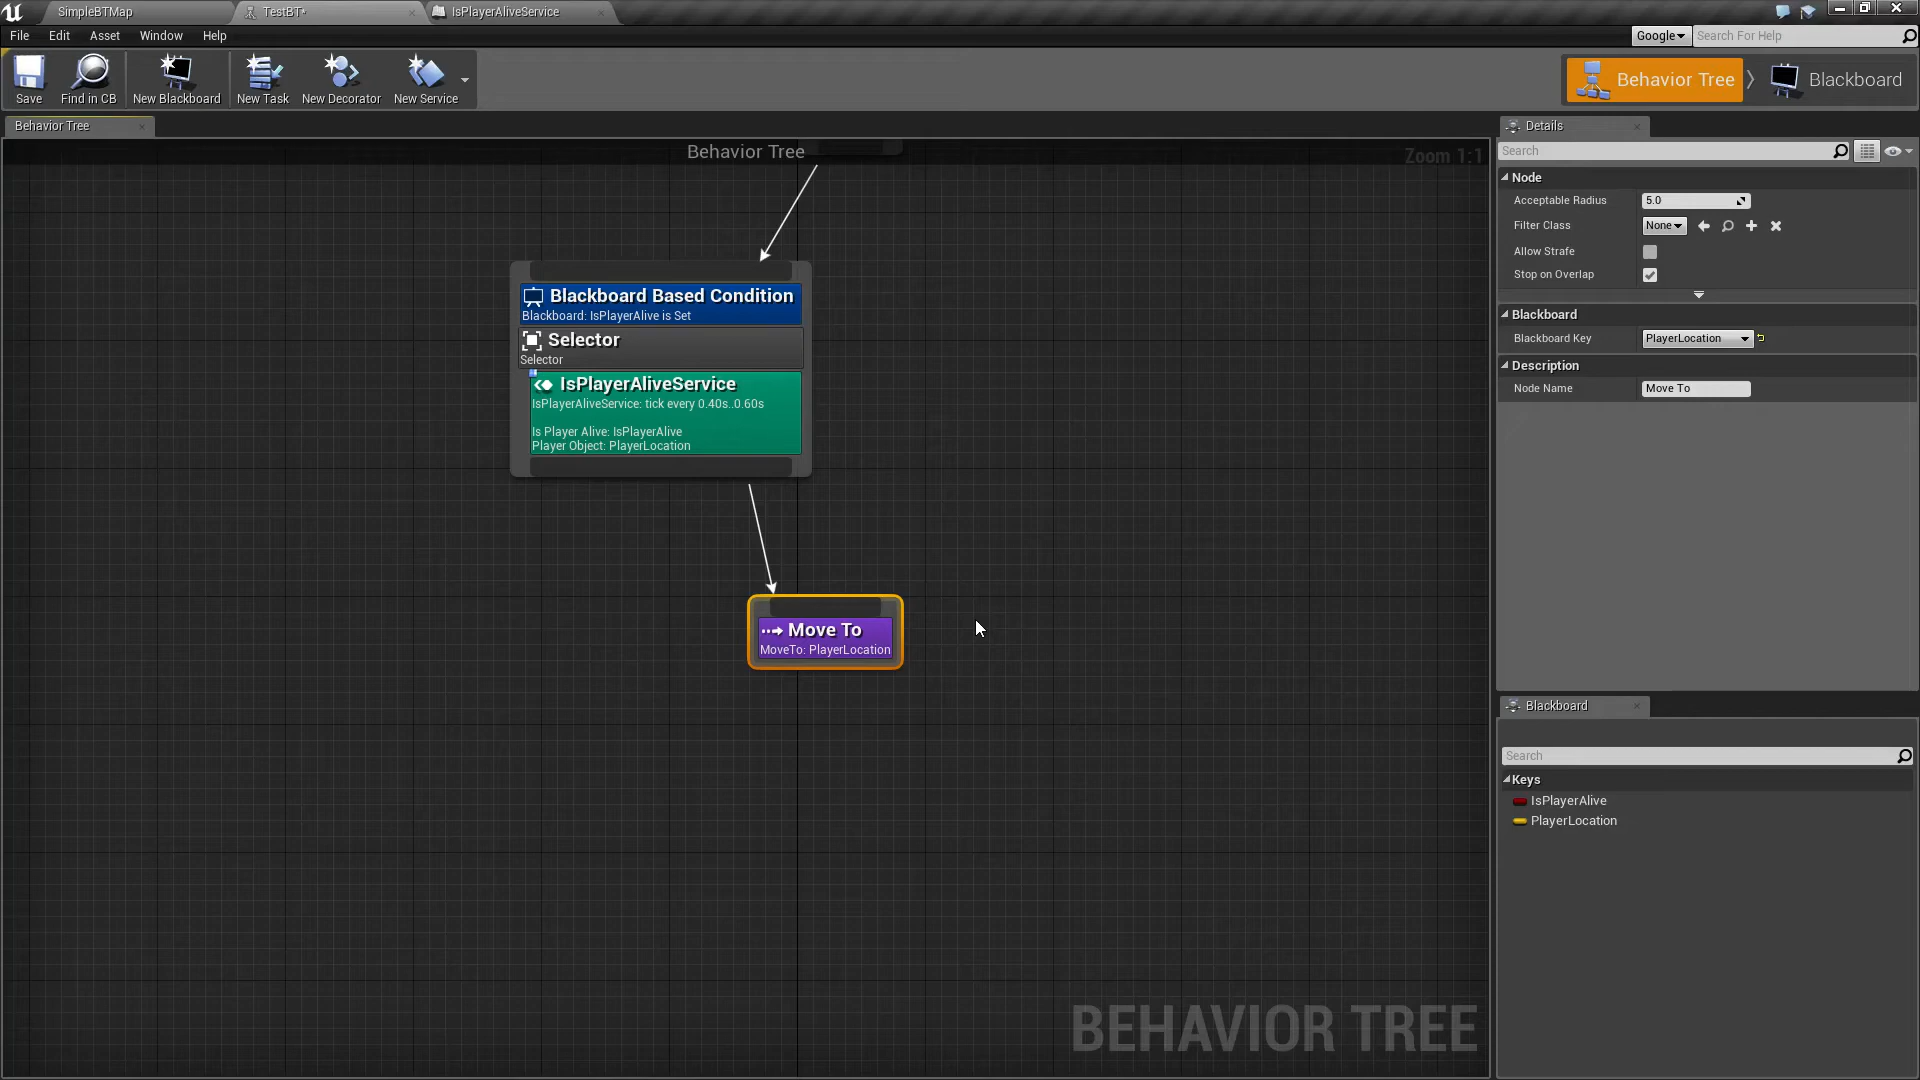 SimpleBTMap
TestBT*
IsPlayerAliveService
File Edit Asset Window Help
Google
Search For Help
Save
Find in CB
New Blackboard
New Task
New Decorator
New Service
Behavior Tree
Blackboard
Behavior Tree
Behavior Tree
Zoom 1:1
Blackboard Based Condition
Blackboard: IsPlayerAlive is Set
Selector
Selector
IsPlayerAliveService
IsPlayerAliveService: tick every 0.40s..0.60s
Is Player Alive: IsPlayerAlive
Player Object: PlayerLocation
Move To
MoveTo: PlayerLocation
BEHAVIOR TREE
Details
Search
Node
Acceptable Radius 5.0
Filter Class None
Allow Strafe
Stop on Overlap
Blackboard
Blackboard Key PlayerLocation
Description
Node Name Move To
Blackboard
Search
Keys
IsPlayerAlive
PlayerLocation